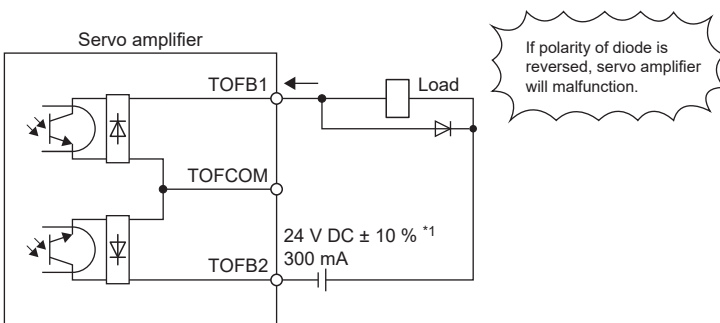 Servo amplifier
If polarity of diode is
reversed, servo amplifier
will malfunction.
TOFB1
Load
TOFCOM
24 V DC ± 10 % *1
300 mA
TOFB2